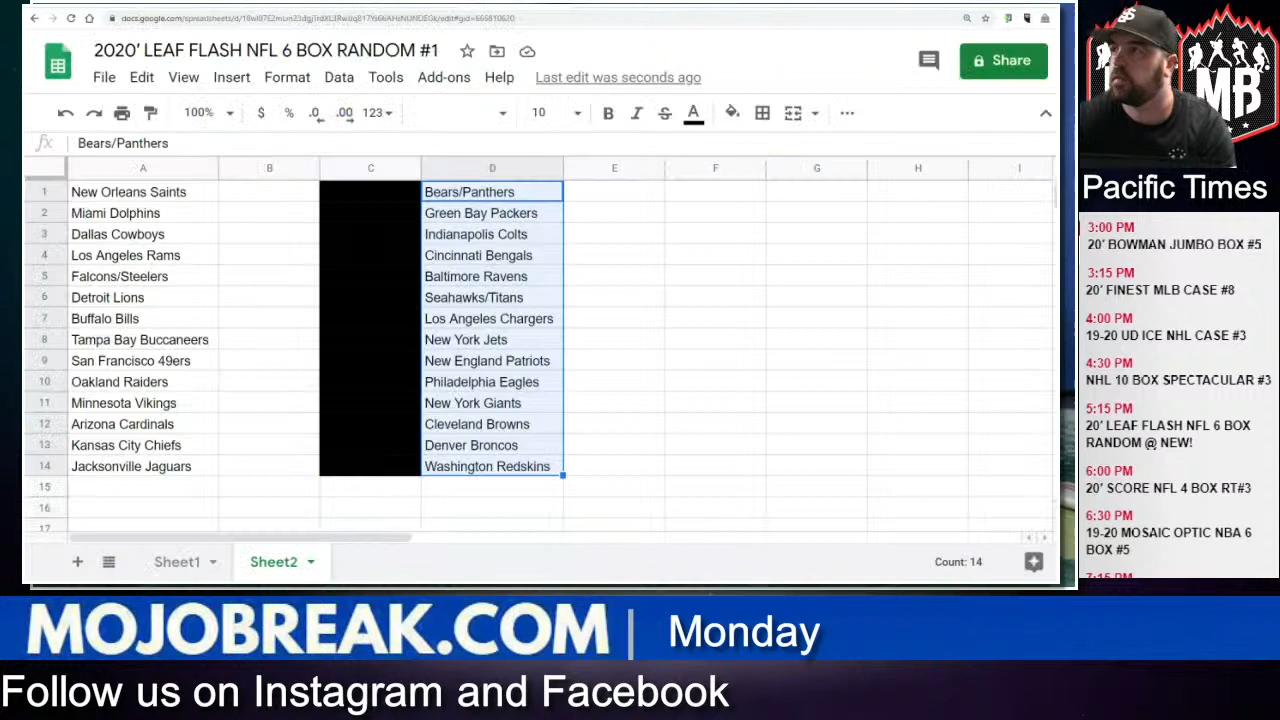 2020' LEAF FLASH NFL 6 BOX RANDOM #1
File Edit View Insert Format Data Tools Add-ons Help Last edit was seconds ago
Share
100% $ % .0 .00 123 10 B I S A
fx Bears/Panthers
A B C D E F G H I
1 New Orleans Saints Bears/Panthers
2 Miami Dolphins Green Bay Packers
3 Dallas Cowboys Indianapolis Colts
4 Los Angeles Rams Cincinnati Bengals
5 Falcons/Steelers Baltimore Ravens
6 Detroit Lions Seahawks/Titans
7 Buffalo Bills Los Angeles Chargers
8 Tampa Bay Buccaneers New York Jets
9 San Francisco 49ers New England Patriots
10 Oakland Raiders Philadelphia Eagles
11 Minnesota Vikings New York Giants
12 Arizona Cardinals Cleveland Browns
13 Kansas City Chiefs Denver Broncos
14 Jacksonville Jaguars Washington Redskins
15
16
17
Sheet1 Sheet2 Count: 14
MB
Pacific Times
3:00 PM
20' BOWMAN JUMBO BOX #5
3:15 PM
20' FINEST MLB CASE #8
4:00 PM
19-20 UD ICE NHL CASE #3
4:30 PM
NHL 10 BOX SPECTACULAR #3
5:15 PM
20' LEAF FLASH NFL 6 BOX
RANDOM @ NEW!
6:00 PM
20' SCORE NFL 4 BOX RT#3
6:30 PM
19-20 MOSAIC OPTIC NBA 6
BOX #5
7:15 PM
MOJOBREAK.COM | Monday
Follow us on Instagram and Facebook